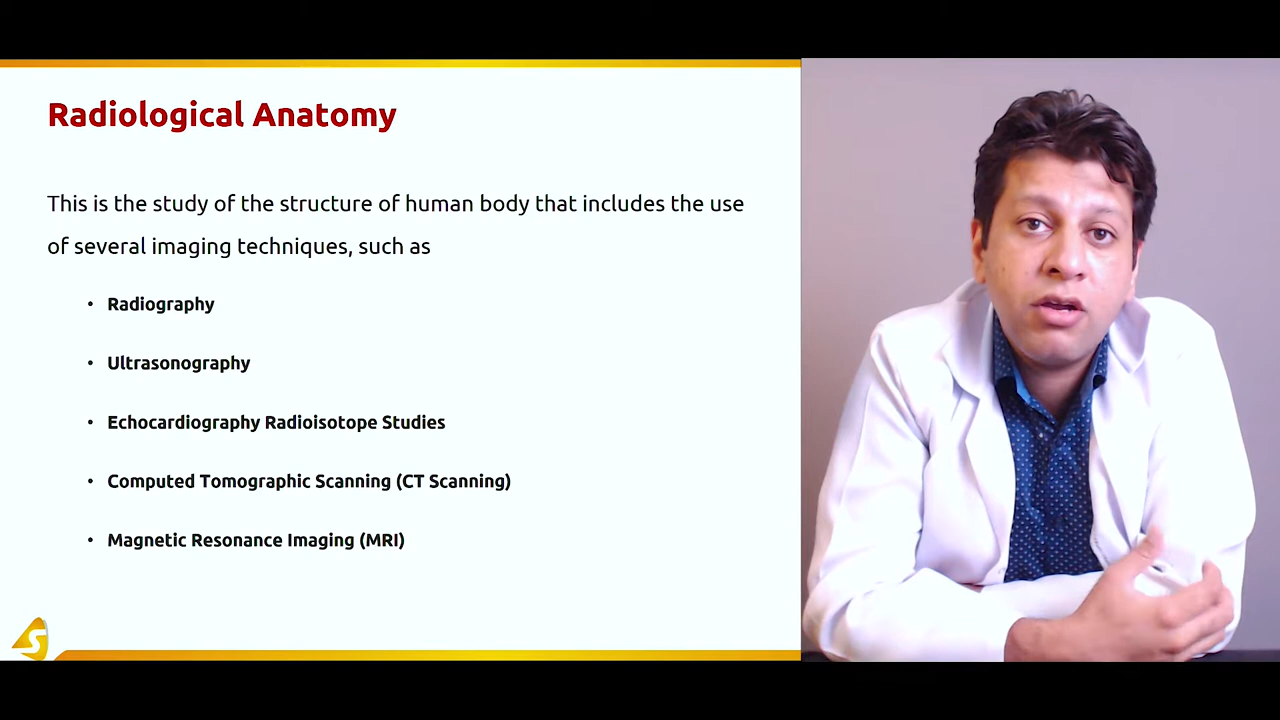 Radiological Anatomy
This is the study of the structure of human body that includes the use
of several imaging techniques, such as
• Radiography
• Ultrasonography
• Echocardiography Radioisotope Studies
• Computed Tomographic Scanning (CT Scanning)
• Magnetic Resonance Imaging (MRI)
S